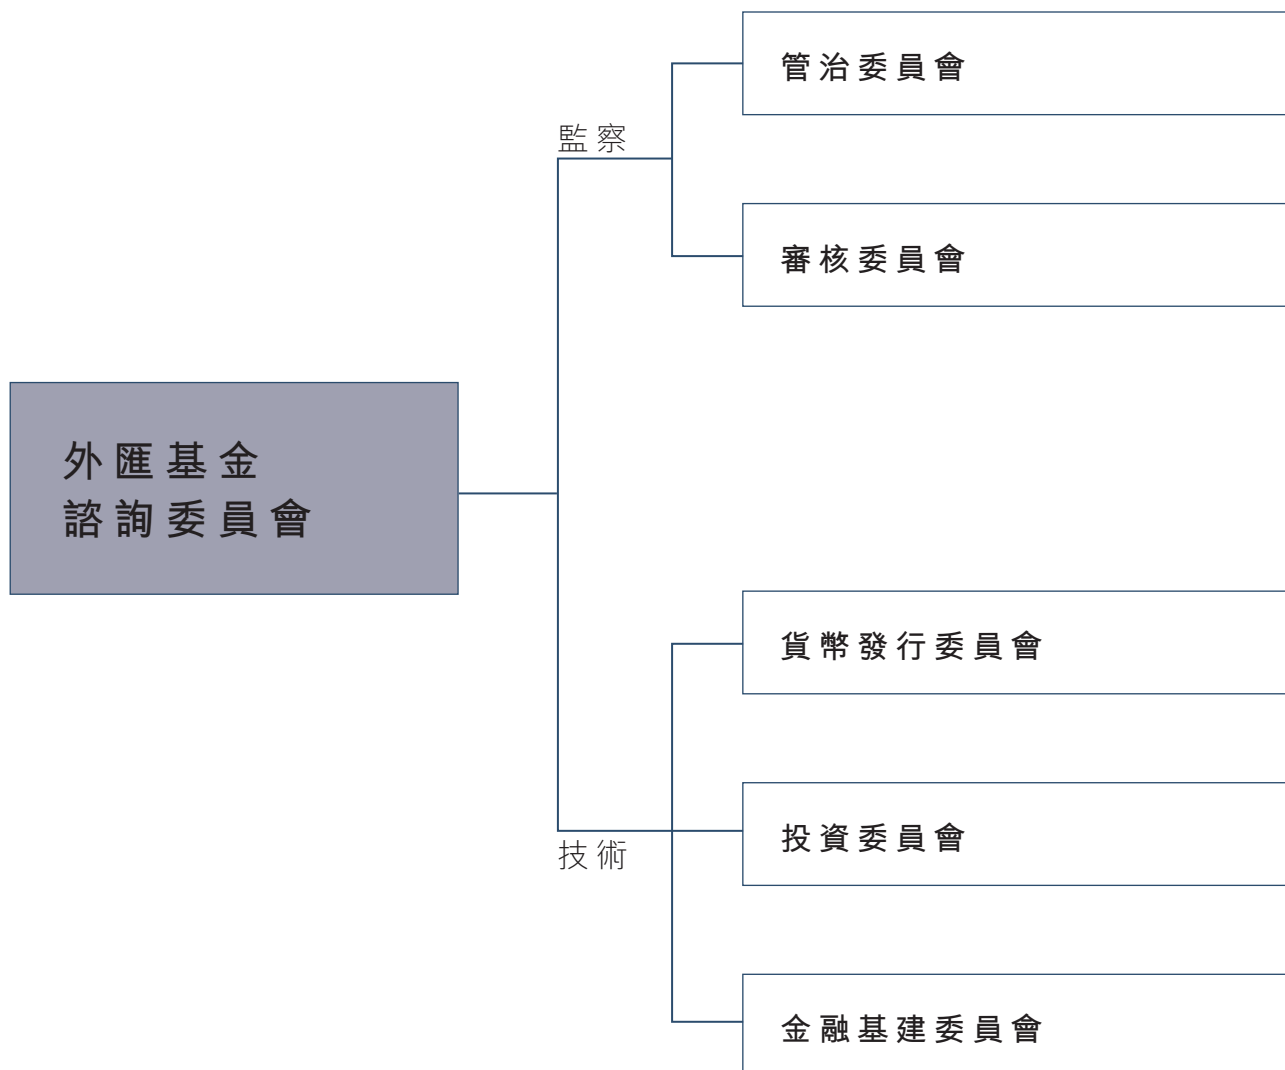 管治委員會
監察
審核委員會
外匯基金
諮詢委員會
貨幣發行委員會
投資委員會
技術
金融基建委員會